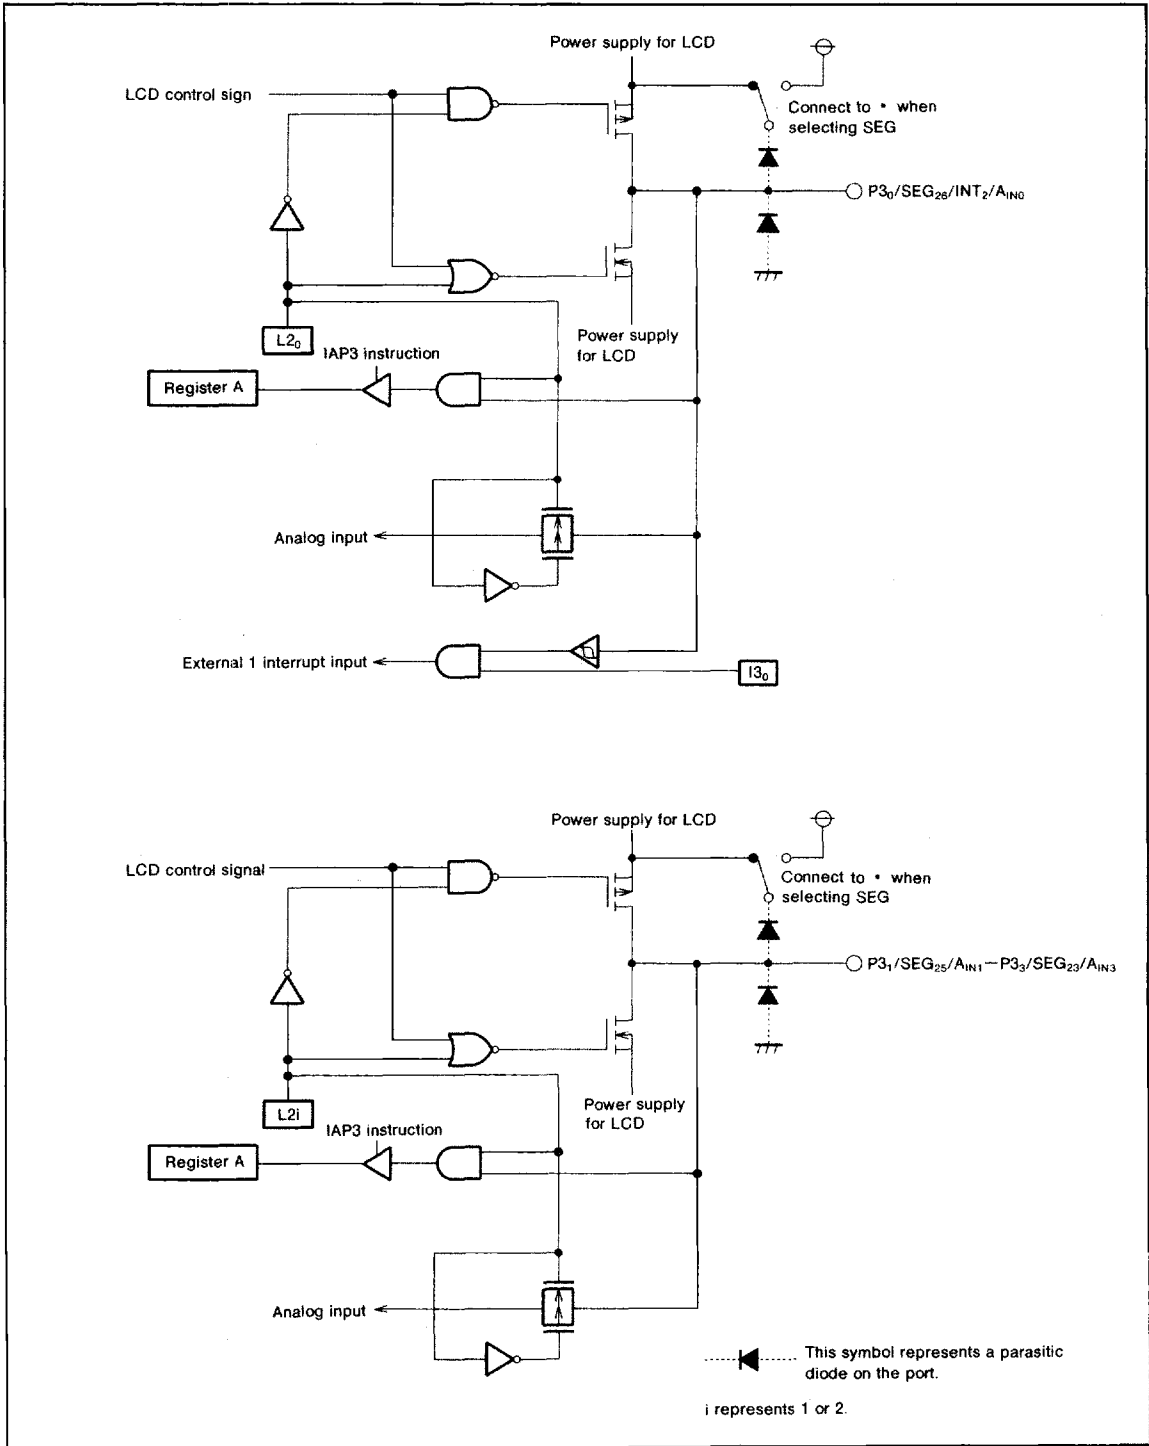 Power supply for LCD
LCD control sign
Connect to • when
selecting SEG
P3₀/SEG₂₆/INT₂/A_IN0
L2₀
Power supply
for LCD
IAP3 instruction
Register A
Analog input
External 1 interrupt input
I3₀
Power supply for LCD
LCD control signal
Connect to • when
selecting SEG
P3₁/SEG₂₅/A_IN1—P3₃/SEG₂₃/A_IN3
L2i
Power supply
for LCD
IAP3 instruction
Register A
Analog input
This symbol represents a parasitic
diode on the port.
i represents 1 or 2.